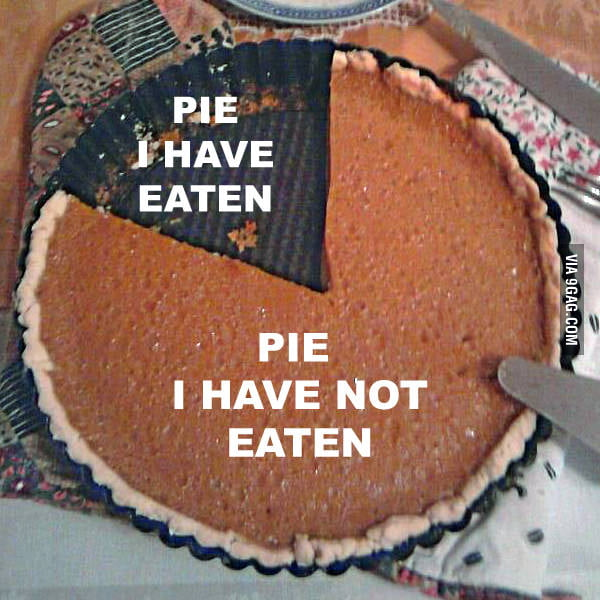 PIE
I HAVE
EATEN
PIE
I HAVE NOT
EATEN
VIA 9GAG.COM